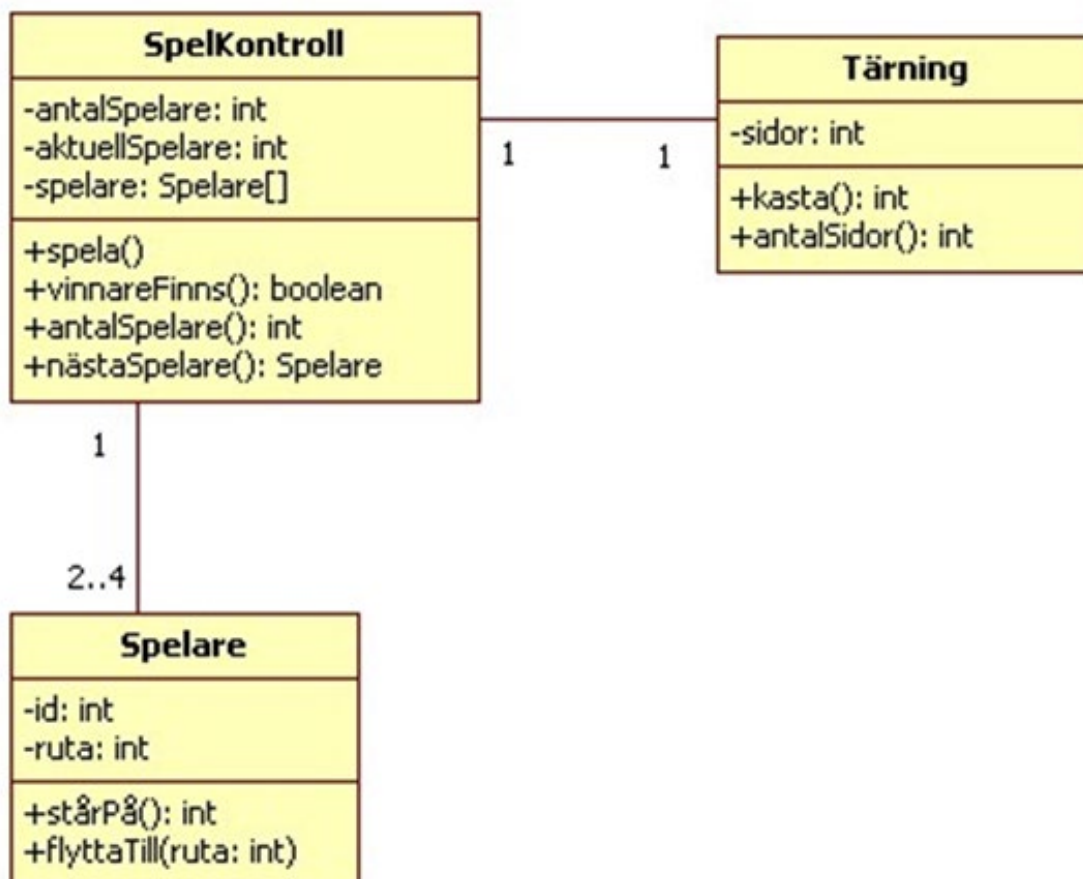 SpelKontroll
-antalSpelare: int
-aktuellSpelare: int
-spelare: Spelare[]
+spela()
+vinnareFinns(): boolean
+antalSpelare(): int
+nästaSpelare(): Spelare
1
1
Tärning
-sidor: int
+kasta(): int
+antalSidor(): int
1
2..4
Spelare
-id: int
-ruta: int
+stårPå(): int
+flyttaTill(ruta: int)